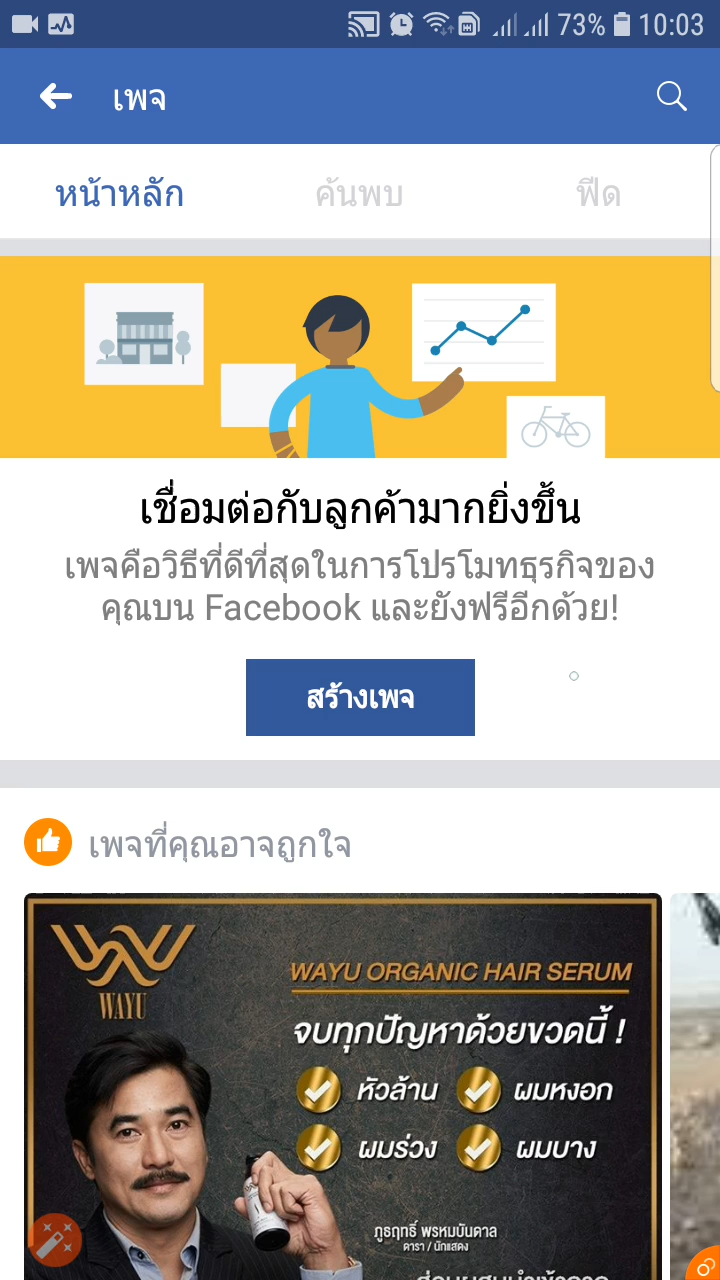 73% 10:03
เพจ
หน้าหลัก ค้นพบ ฟีด
เชื่อมต่อกับลูกค้ามากยิ่งขึ้น
เพจคือวิธีที่ดีที่สุดในการโปรโมทธุรกิจของ
คุณบน Facebook และยังฟรีอีกด้วย!
สร้างเพจ
เพจที่คุณอาจถูกใจ
WAYU
WAYU ORGANIC HAIR SERUM
จบทุกปัญหาด้วยขวดนี้ !
หัวล้าน ผมหงอก
ผมร่วง ผมบาง
ภูธฤทธิ์ พรหมบันดาล
ดารา / นักแสดง